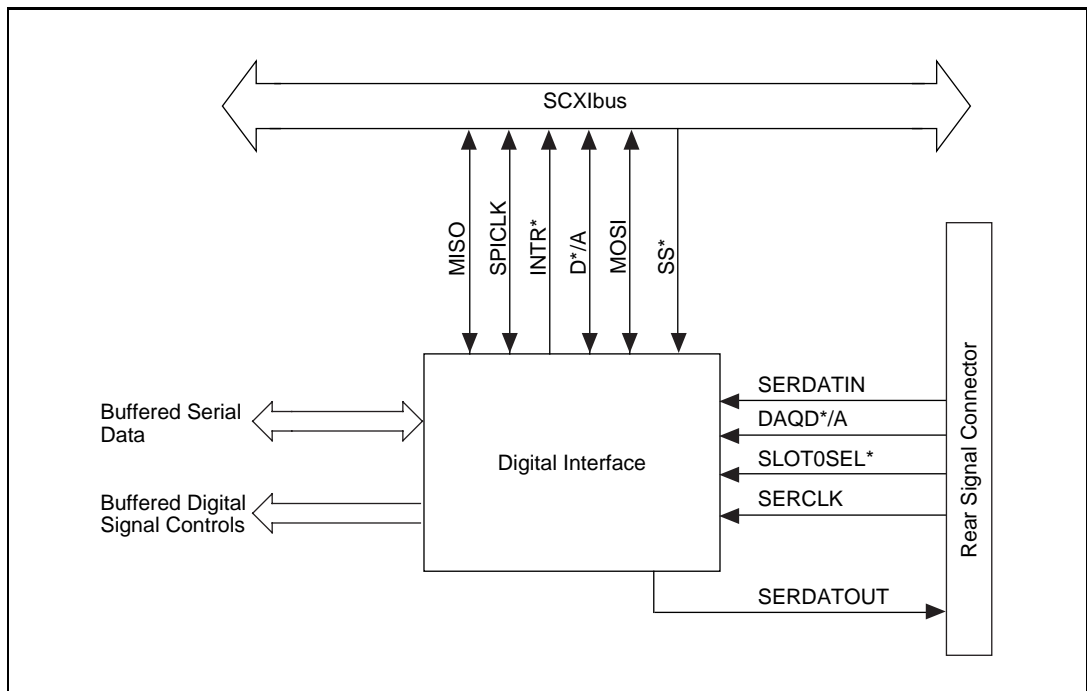 SCXIbus
MISO
SPICLK
INTR*
D*/A
MOSI
SS*
Buffered Serial
Data
Buffered Digital
Signal Controls
Digital Interface
SERDATIN
DAQD*/A
SLOT0SEL*
SERCLK
SERDATOUT
Rear Signal Connector